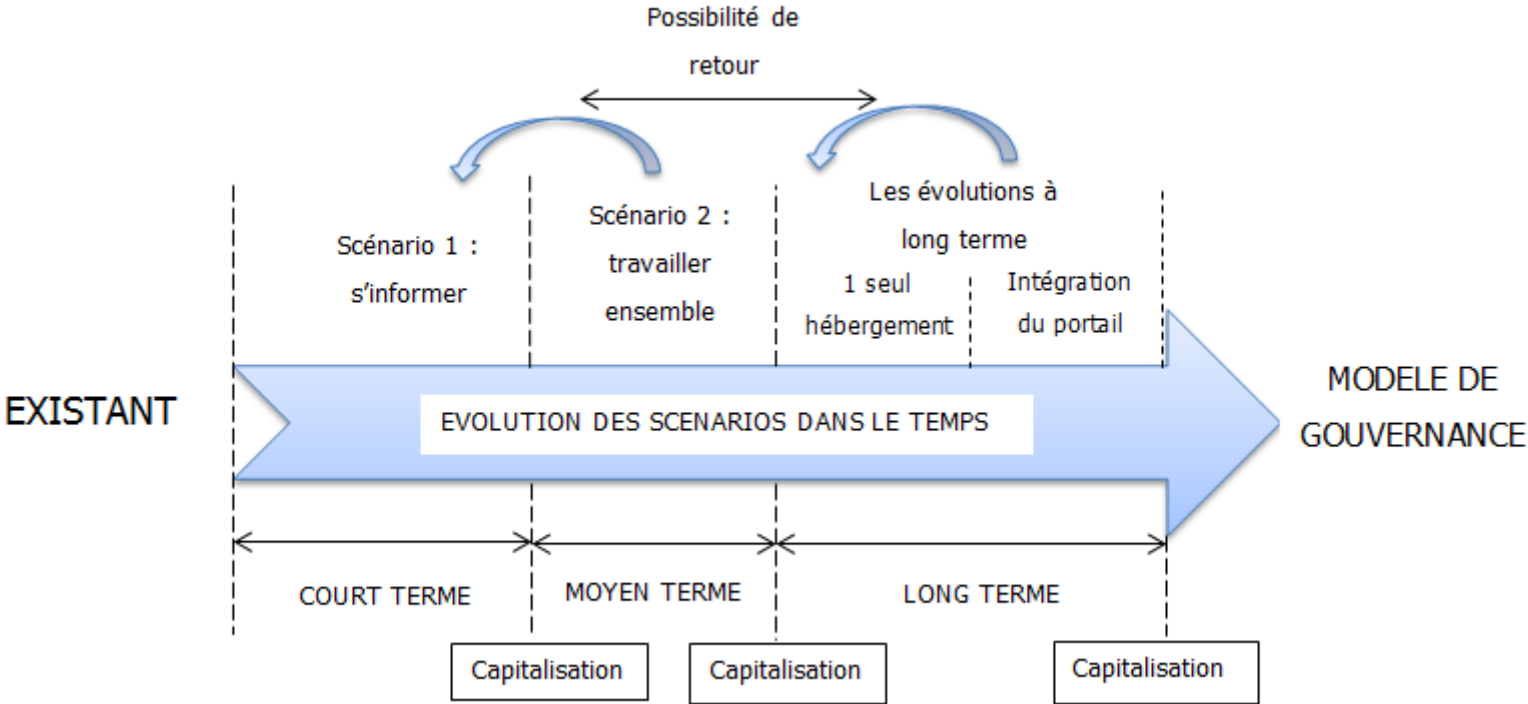 Possibilité de
retour
Scénario 1 :
s'informer
Scénario 2 :
travailler
ensemble
Les évolutions à
long terme
1 seul
hébergement
Intégration
du portail
EXISTANT
EVOLUTION DES SCENARIOS DANS LE TEMPS
MODELE DE
GOUVERNANCE
COURT TERME
MOYEN TERME
LONG TERME
Capitalisation
Capitalisation
Capitalisation